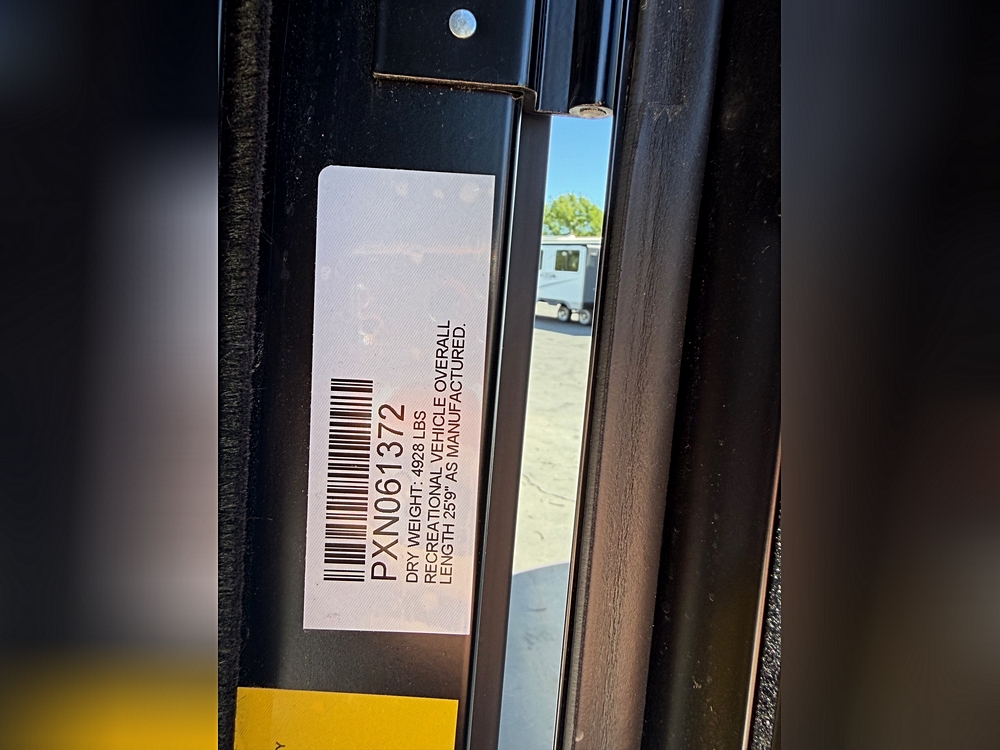 PXN061372
DRY WEIGHT: 4928 LBS
RECREATIONAL VEHICLE OVERALL
LENGTH 25'9" AS MANUFACTURED.
Y